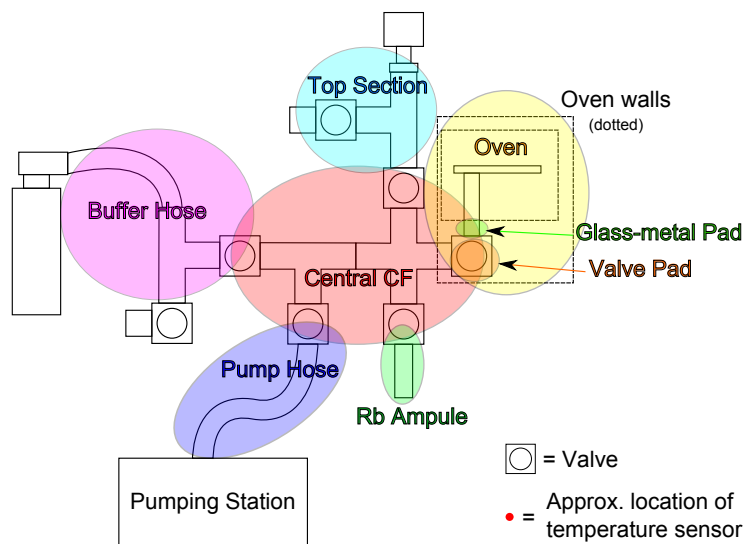 Top Section
Oven walls
(dotted)
Oven
Buffer Hose
Glass-metal Pad
Valve Pad
Central CF
Pump Hose
Rb Ampule
Pumping Station
= Valve
= Approx. location of
temperature sensor